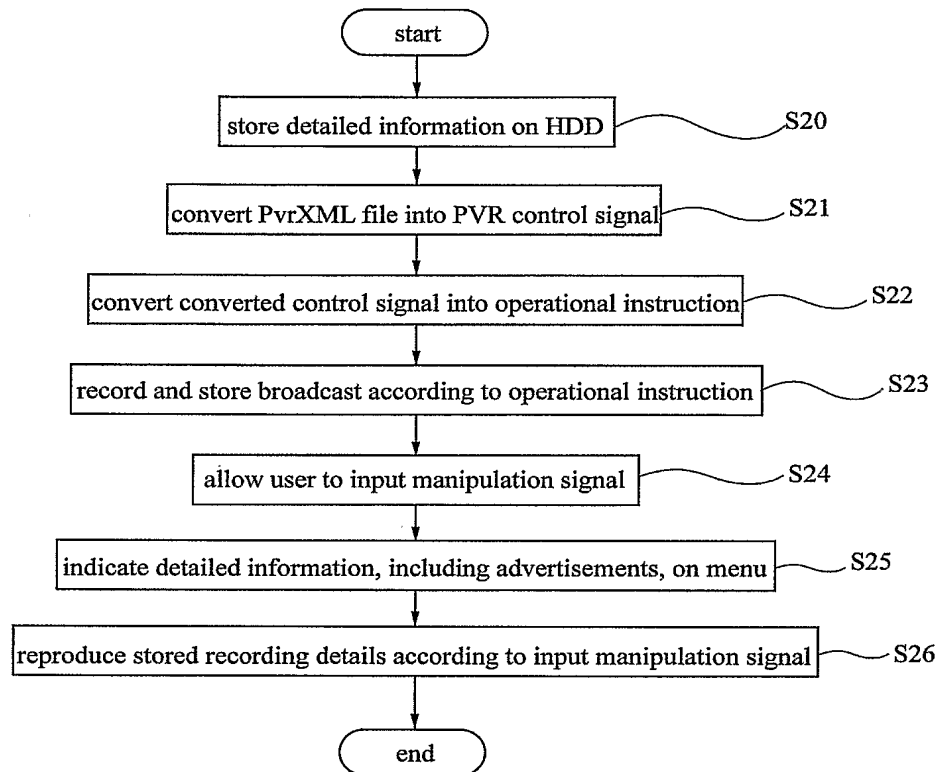 start
store detailed information on HDD
S20
convert PvrXML file into PVR control signal
S21
convert converted control signal into operational instruction
S22
record and store broadcast according to operational instruction
S23
allow user to input manipulation signal
S24
indicate detailed information, including advertisements, on menu
S25
reproduce stored recording details according to input manipulation signal
S26
end